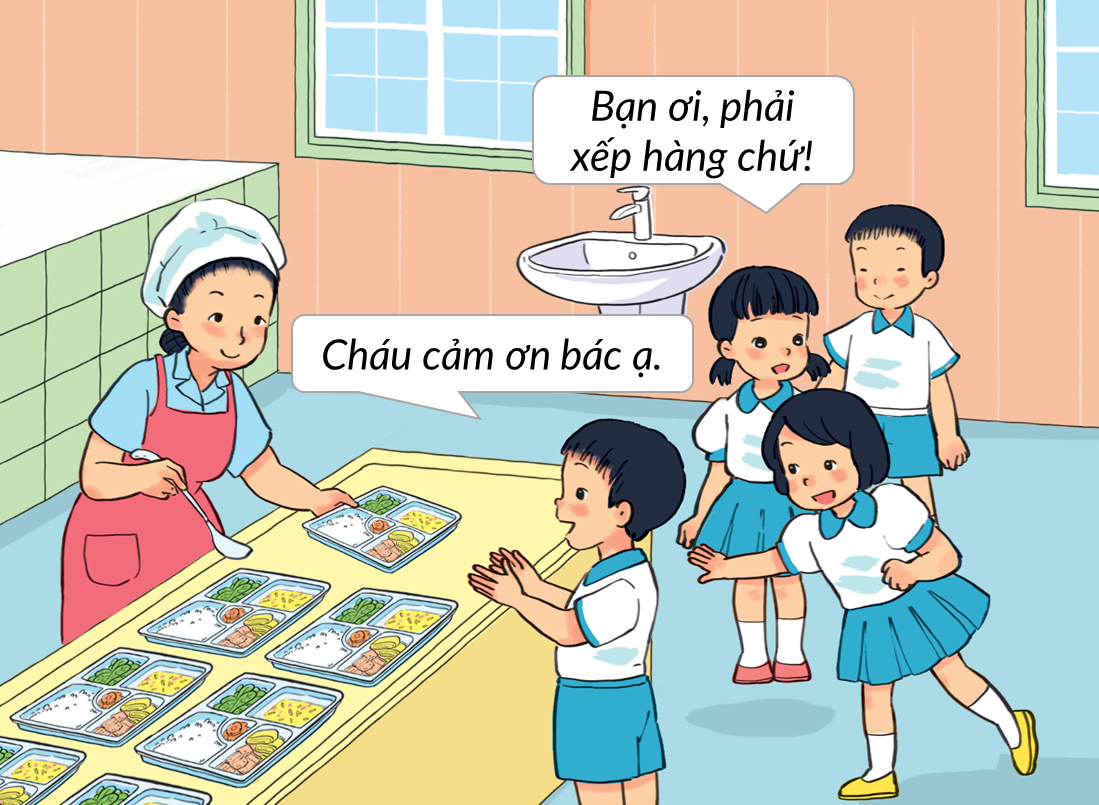 Bạn ơi, phải
xếp hàng chứ!
Cháu cảm ơn bác ạ.